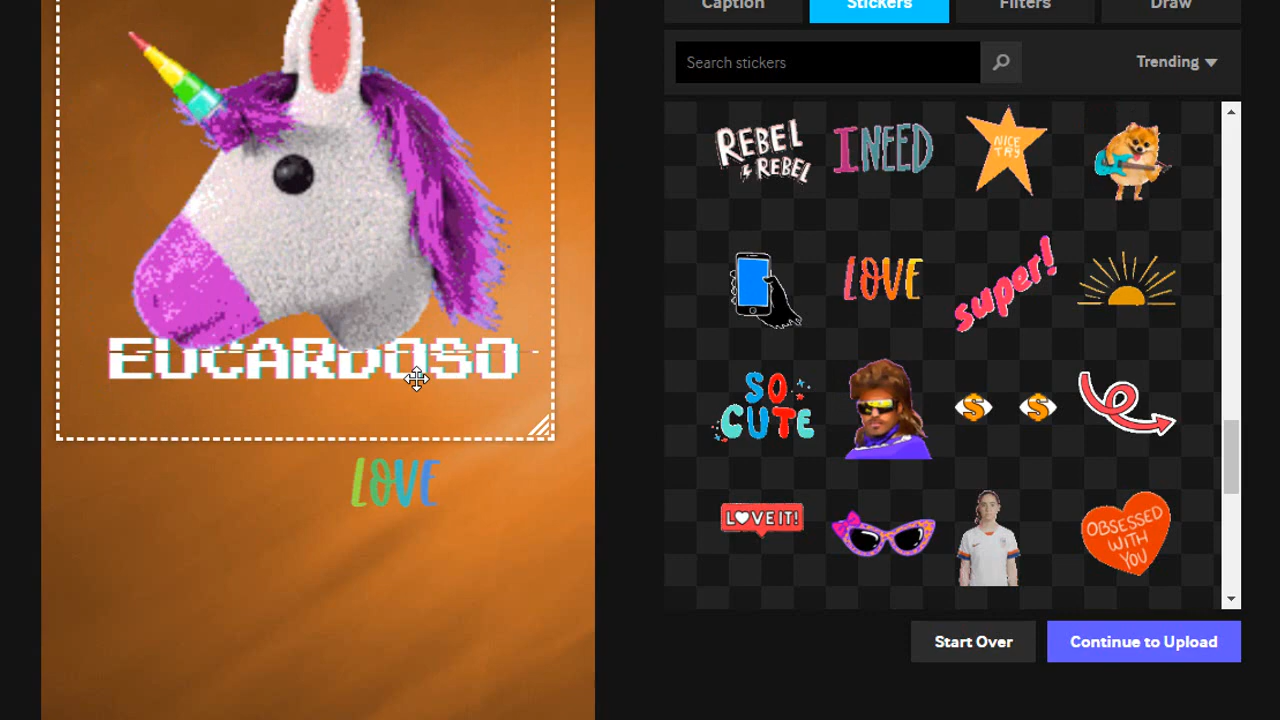 Caption
Stickers
Filters
Draw
Search stickers
Trending
REBEL
REBEL
I NEED
NICE
TRY
LOVE
super!
SO
CUTE
$ $
LOVE IT!
OBSESSED
WITH
YOU
EUCARDOSO
LOVE
Start Over
Continue to Upload